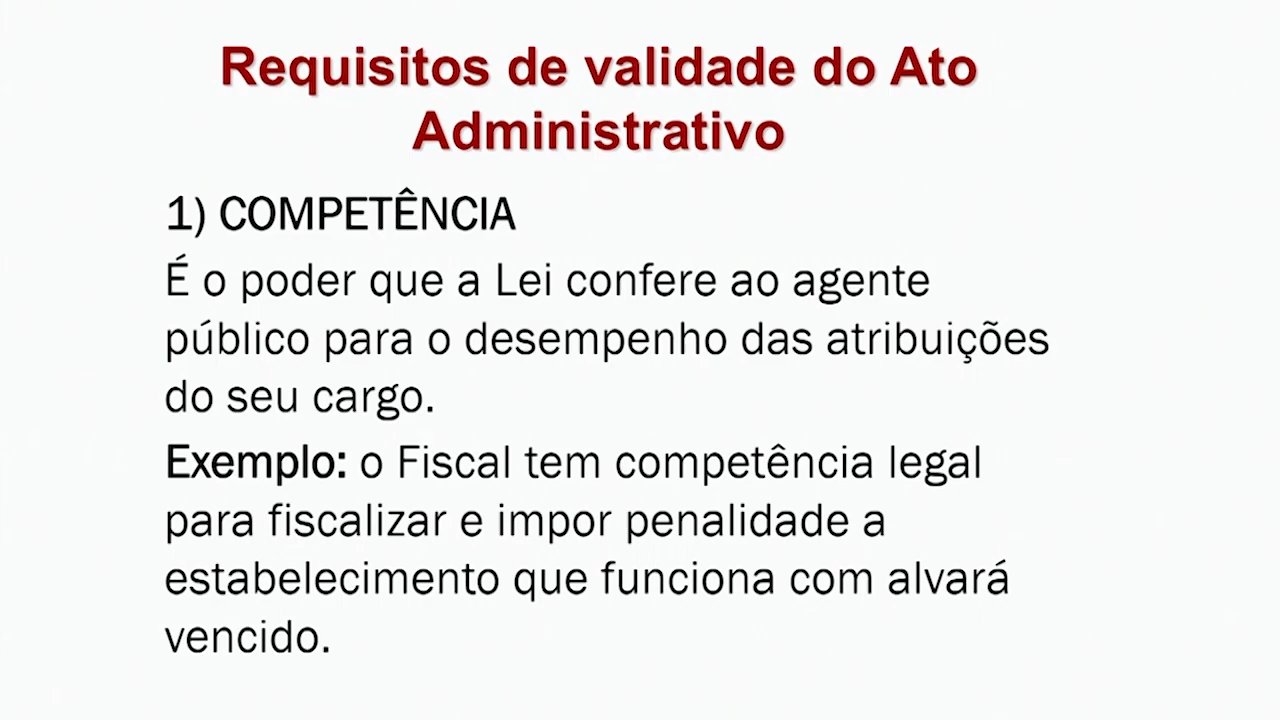 Requisitos de validade do Ato
Administrativo
1) COMPETÊNCIA
É o poder que a Lei confere ao agente
público para o desempenho das atribuições
do seu cargo.
Exemplo: o Fiscal tem competência legal
para fiscalizar e impor penalidade a
estabelecimento que funciona com alvará
vencido.